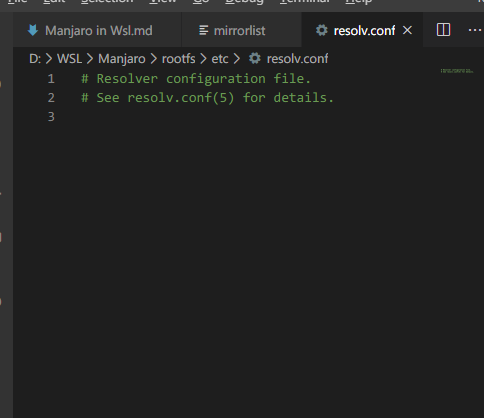 File Edit Selection View Go Debug Terminal Help
Manjaro in Wsl.md mirrorlist resolv.conf
D: > WSL > Manjaro > rootfs > etc > resolv.conf
1 # Resolver configuration file.
2 # See resolv.conf(5) for details.
3